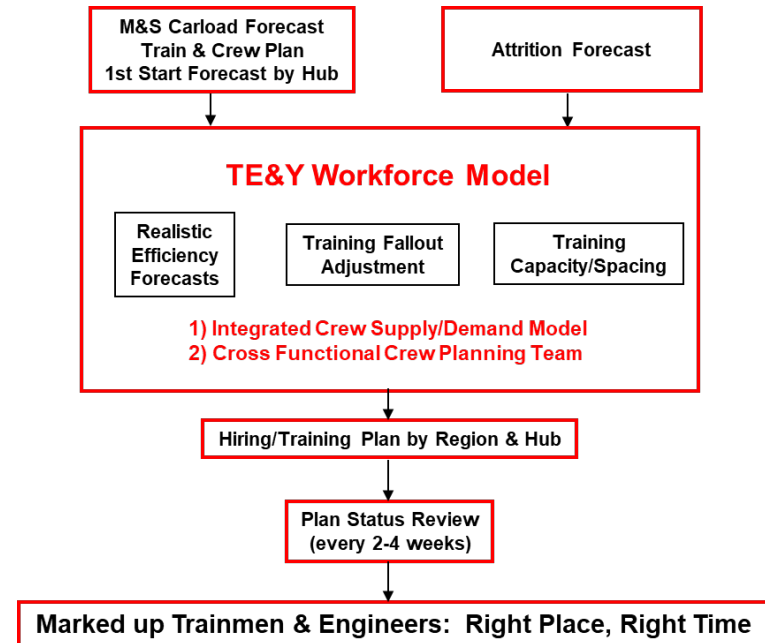 M&S Carload Forecast
Train & Crew Plan
1st Start Forecast by Hub
Attrition Forecast
TE&Y Workforce Model
Realistic
Efficiency
Forecasts
Training Fallout
Adjustment
Training
Capacity/Spacing
1) Integrated Crew Supply/Demand Model
2) Cross Functional Crew Planning Team
Hiring/Training Plan by Region & Hub
Plan Status Review
(every 2-4 weeks)
Marked up Trainmen & Engineers: Right Place, Right Time